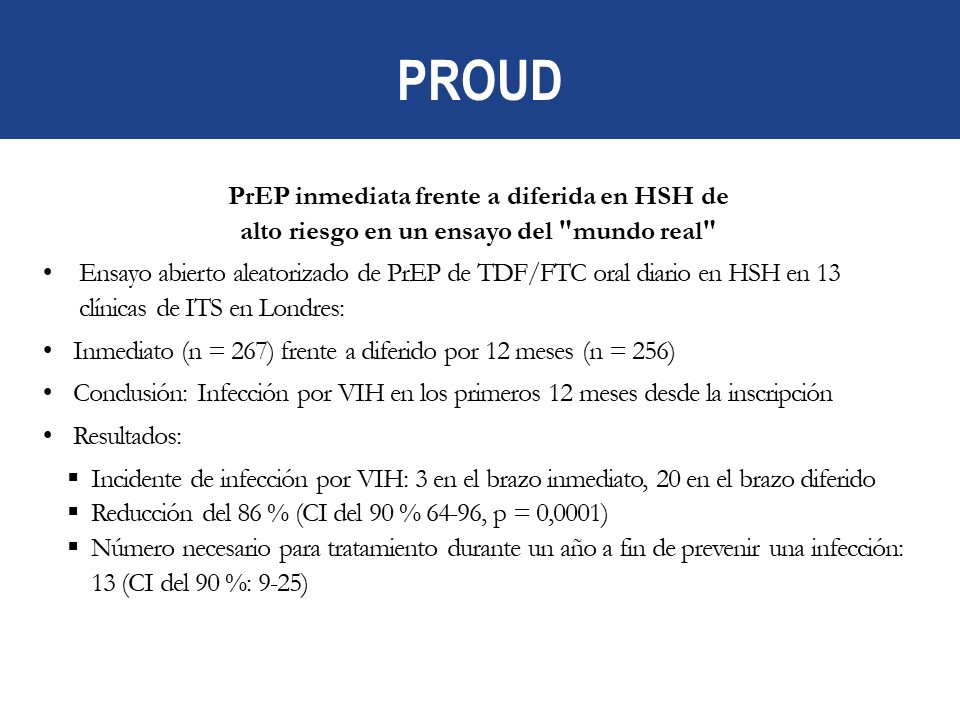 PROUD
PrEP inmediata frente a diferida en HSH de
alto riesgo en un ensayo del "mundo real"
• Ensayo abierto aleatorizado de PrEP de TDF/FTC oral diario en HSH en 13
clínicas de ITS en Londres:
• Inmediato (n = 267) frente a diferido por 12 meses (n = 256)
• Conclusión: Infección por VIH en los primeros 12 meses desde la inscripción
• Resultados:
▪ Incidente de infección por VIH: 3 en el brazo inmediato, 20 en el brazo diferido
▪ Reducción del 86 % (CI del 90 % 64-96, p = 0,0001)
▪ Número necesario para tratamiento durante un año a fin de prevenir una infección:
13 (CI del 90 %: 9-25)